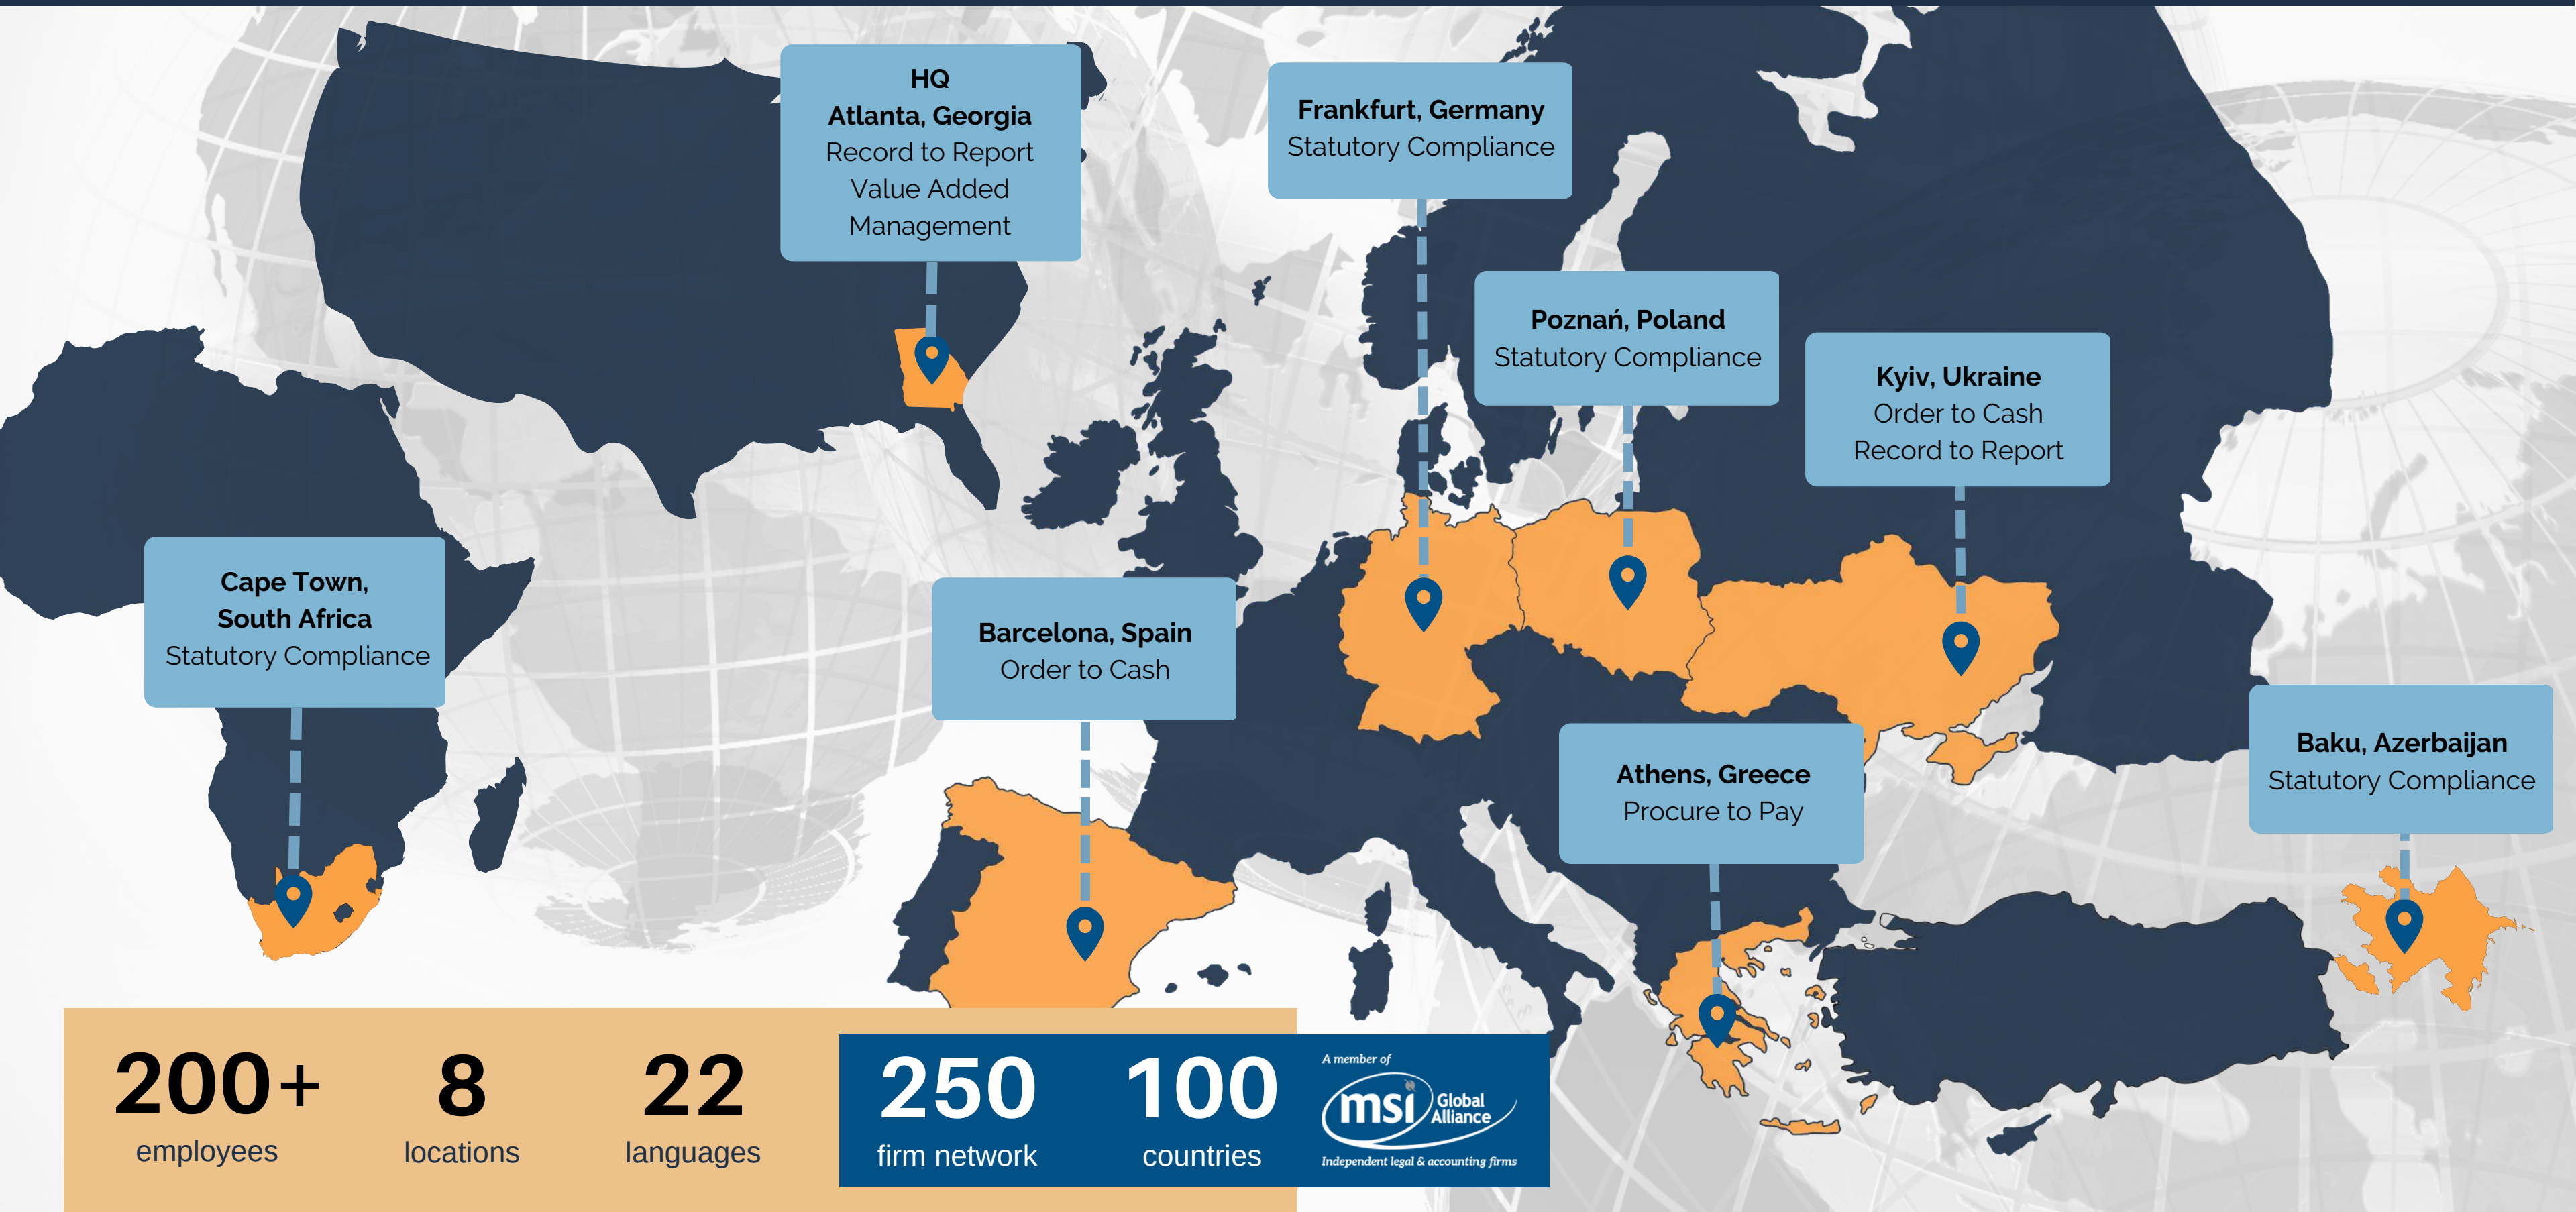 HQ
Atlanta, Georgia
Record to Report
Value Added
Management
Frankfurt, Germany
Statutory Compliance
Poznań, Poland
Statutory Compliance
Kyiv, Ukraine
Order to Cash
Record to Report
Cape Town,
South Africa
Statutory Compliance
Barcelona, Spain
Order to Cash
Athens, Greece
Procure to Pay
Baku, Azerbaijan
Statutory Compliance
200+
employees
8
locations
22
languages
250
firm network
100
countries
A member of
msi Global
Alliance
Independent legal & accounting firms